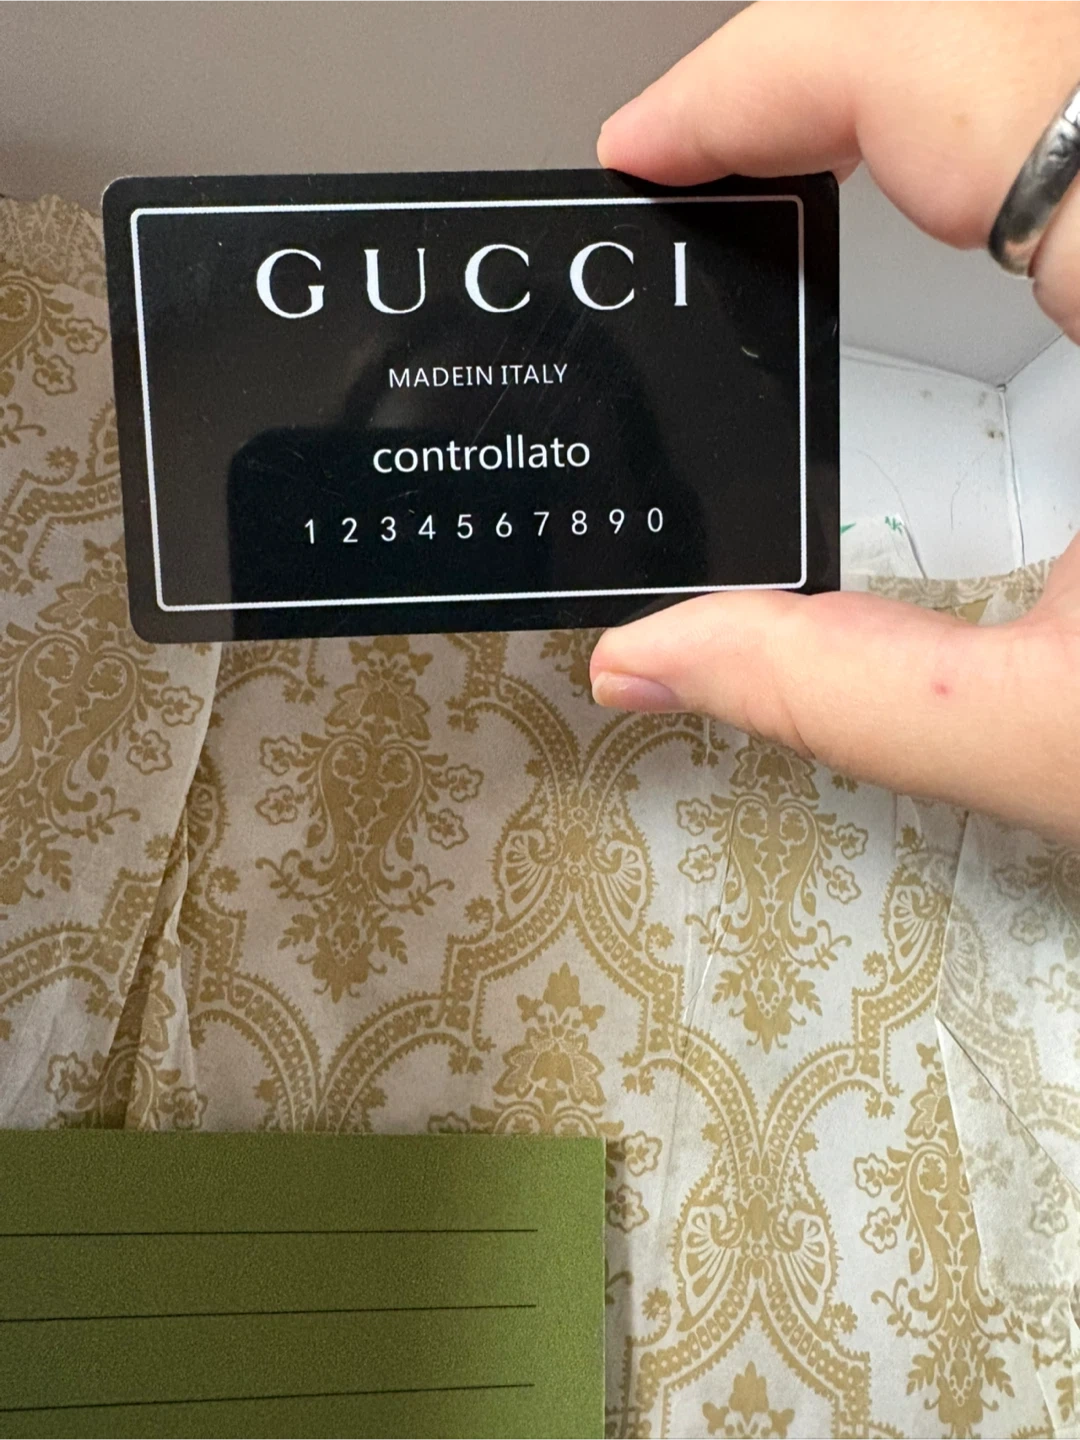 GUCCI
MADEIN ITALY
controllato
1 2 3 4 5 6 7 8 9 0